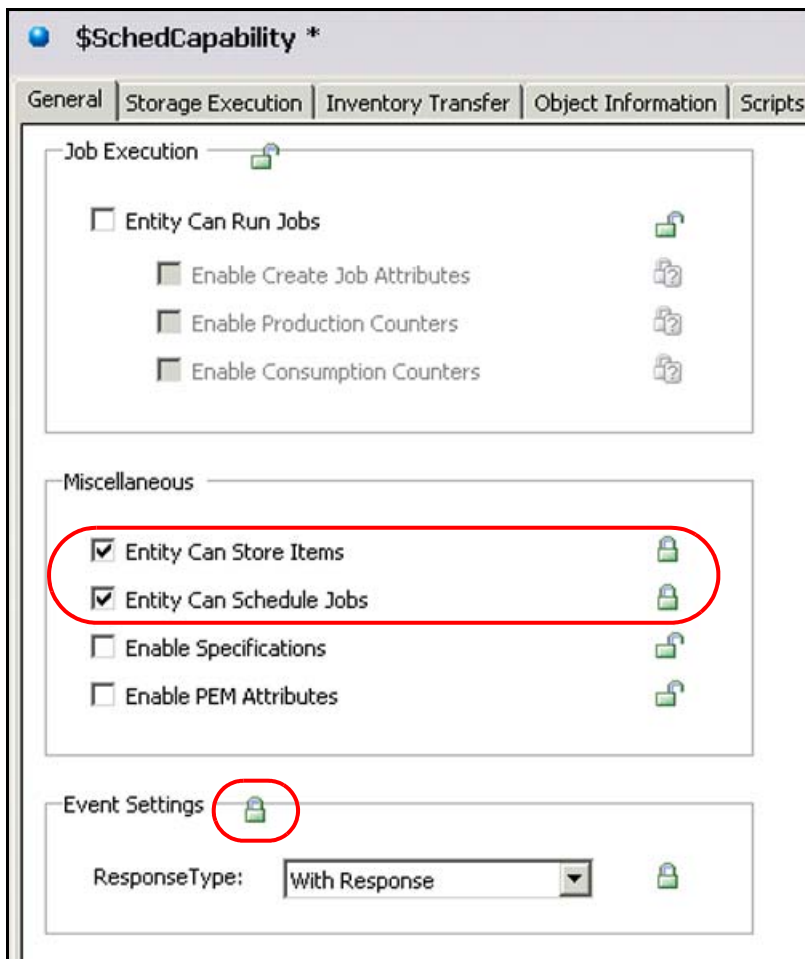 $SchedCapability *
General Storage Execution Inventory Transfer Object Information Scripts
Job Execution
Entity Can Run Jobs
Enable Create Job Attributes
Enable Production Counters
Enable Consumption Counters
Miscellaneous
Entity Can Store Items
Entity Can Schedule Jobs
Enable Specifications
Enable PEM Attributes
Event Settings
ResponseType: With Response